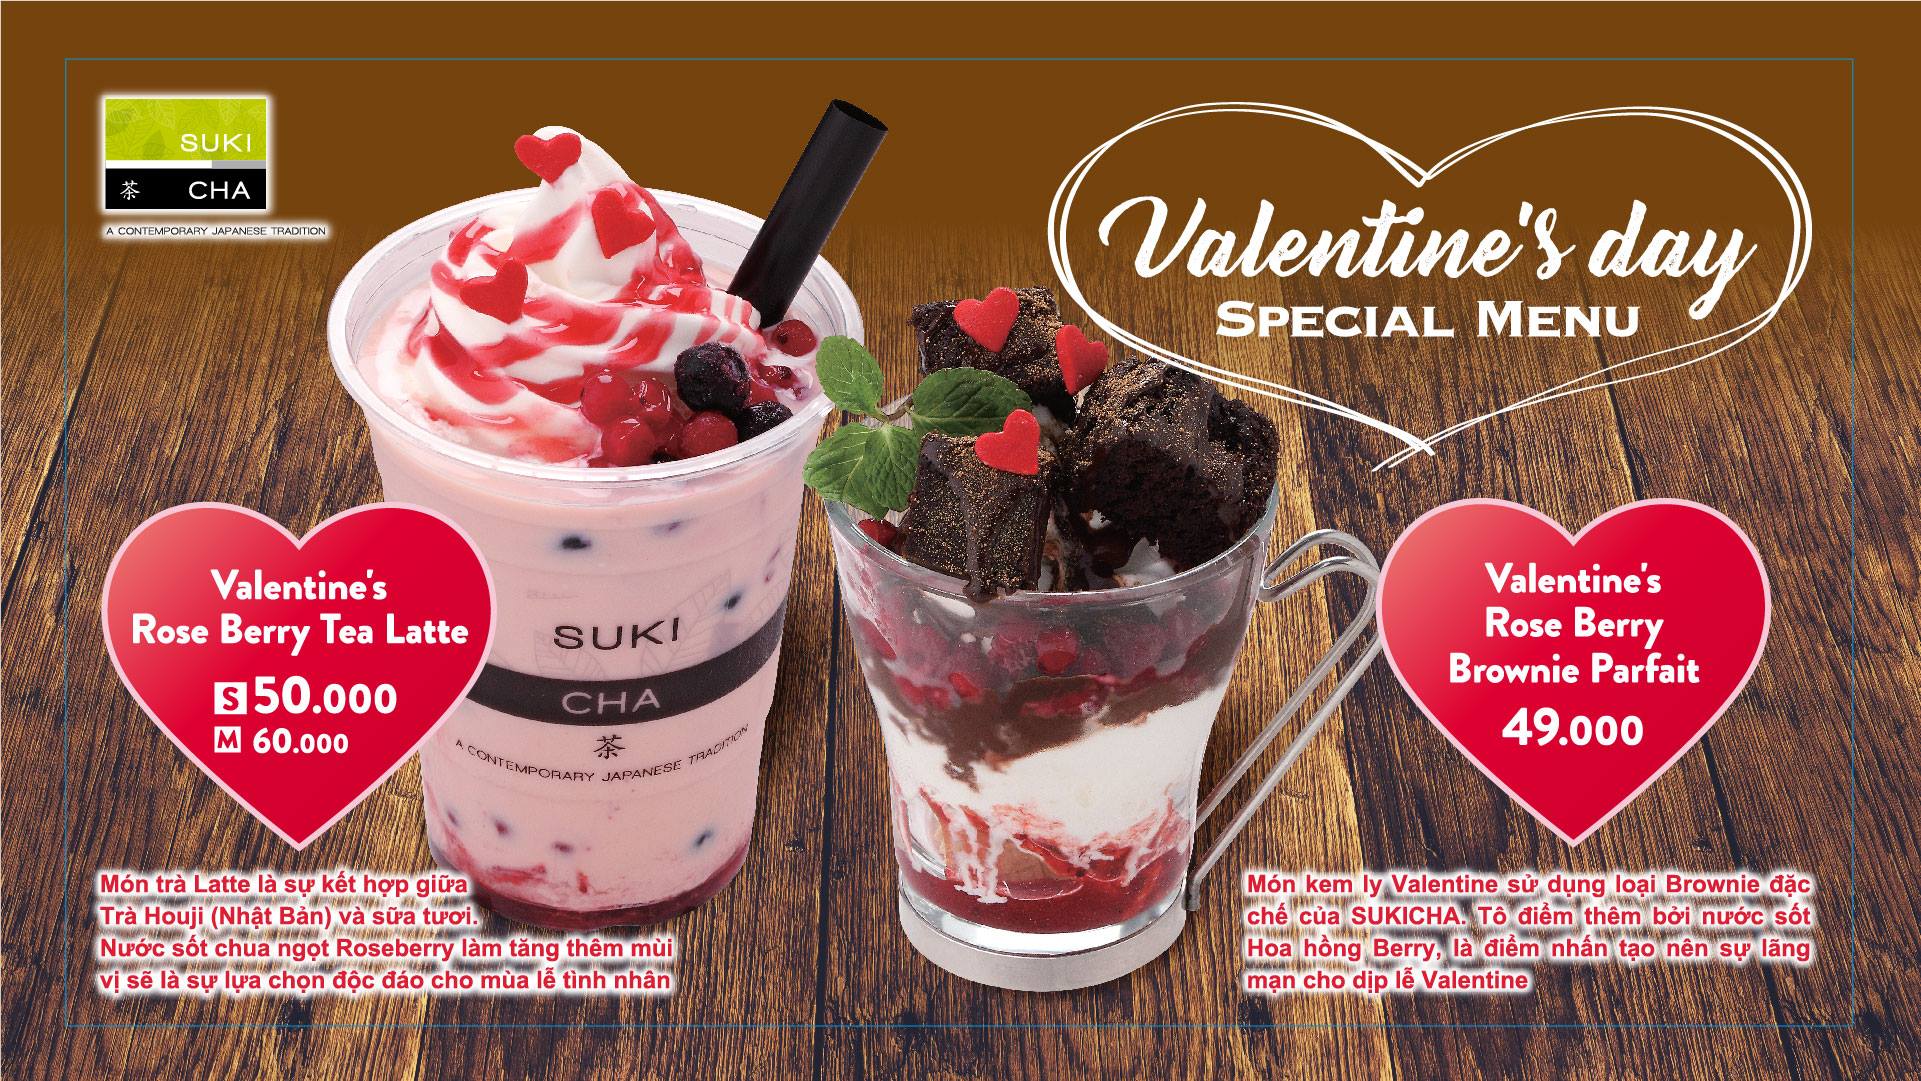 SUKI
茶 CHA
A CONTEMPORARY JAPANESE TRADITION
Valentine's day
SPECIAL MENU
Valentine's
Rose Berry Tea Latte
S 50.000
M 60.000
SUKI
CHA
茶
A CONTEMPORARY JAPANESE TRADITION
Valentine's
Rose Berry
Brownie Parfait
49.000
Món trà Latte là sự kết hợp giữa
Trà Houji (Nhật Bản) và sữa tươi.
Nước sốt chua ngọt Roseberry làm tăng thêm mùi
vị sẽ là sự lựa chọn độc đáo cho mùa lễ tình nhân
Món kem ly Valentine sử dụng loại Brownie đặc
chế của SUKICHA. Tô điểm thêm bởi nước sốt
Hoa hồng Berry, là điểm nhấn tạo nên sự lãng
mạn cho dịp lễ Valentine